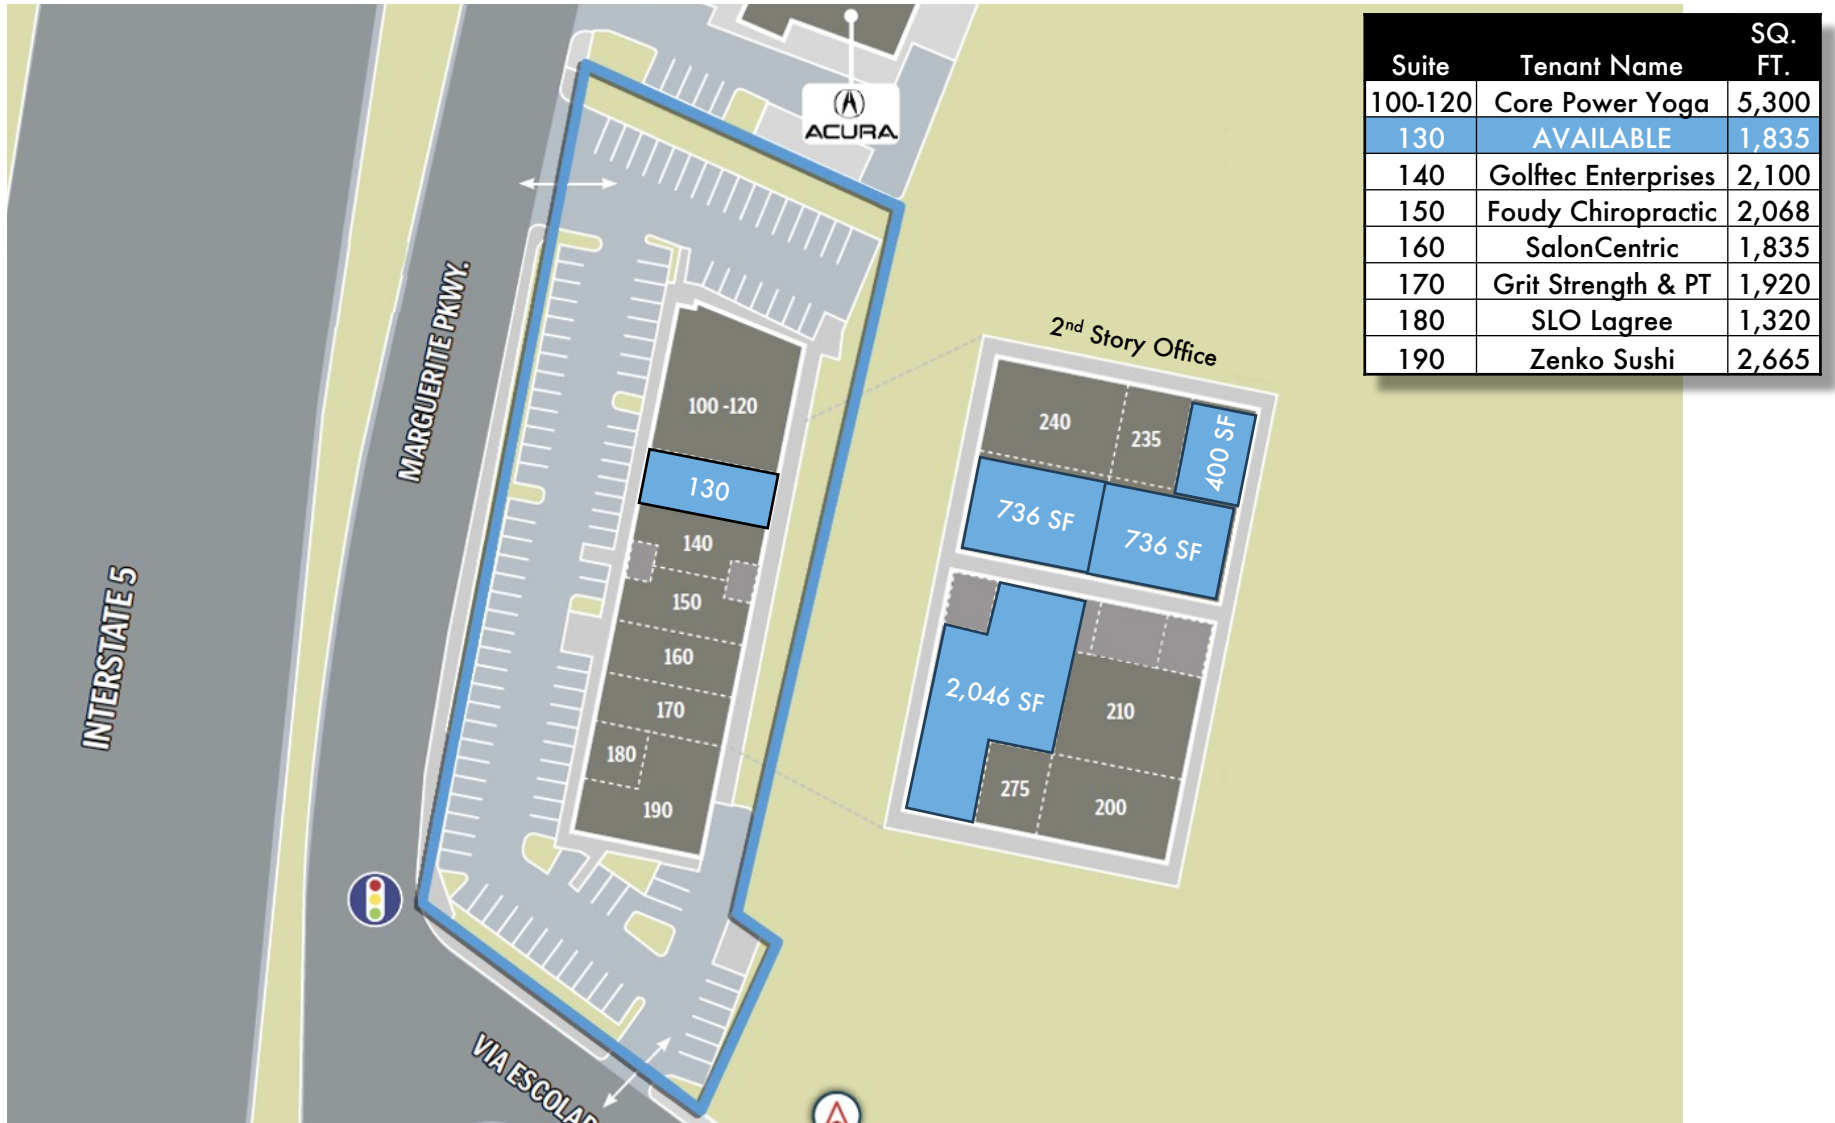 SQ.
Suite Tenant Name FT.
100-120 Core Power Yoga 5,300
130 AVAILABLE 1,835
140 Golftec Enterprises 2,100
150 Foudy Chiropractic 2,068
160 SalonCentric 1,835
170 Grit Strength & PT 1,920
180 SLO Lagree 1,320
190 Zenko Sushi 2,665
ACURA
INTERSTATE 5
MARGUERITE PKWY.
100 -120
130
140
150
160
170
180
190
2nd Story Office
240
235
400 SF
736 SF
736 SF
2,046 SF
210
275
200
VIA ESCOLAR